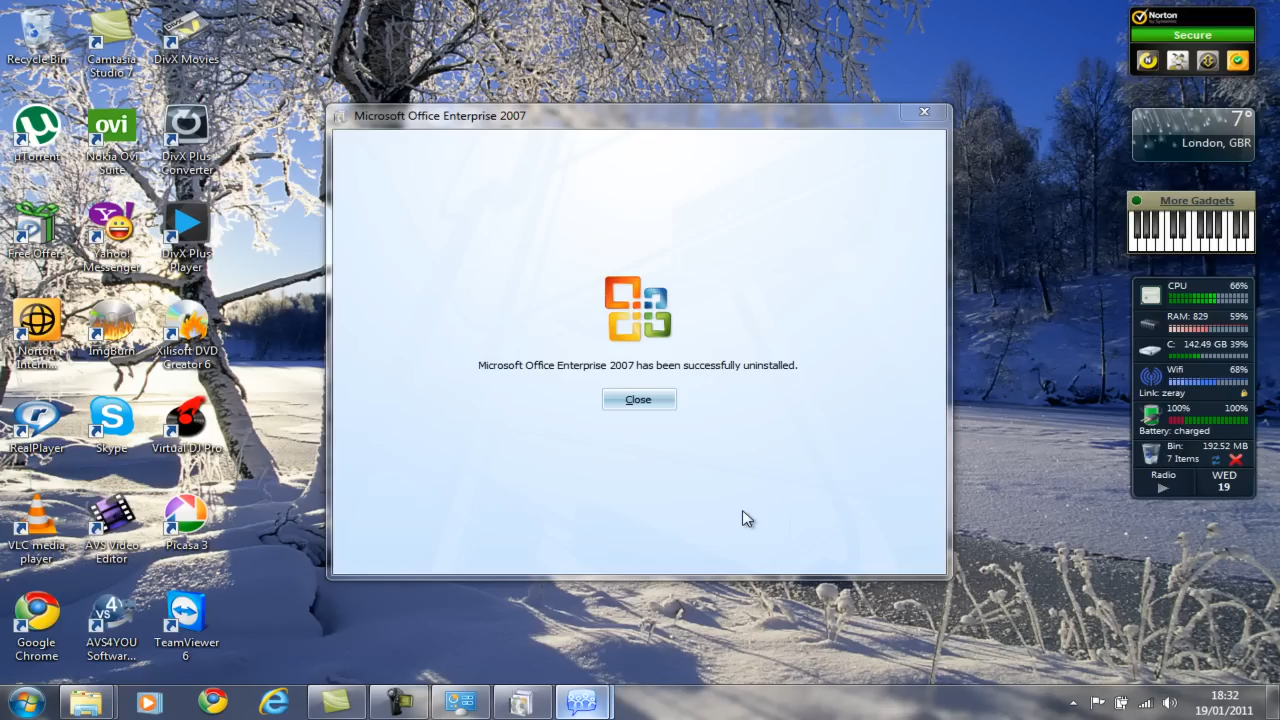 Recycle Bin
Camtasia
Studio 7
DivX Movies
µTorrent
Nokia Ovi
Suite
DivX Plus
Converter
Free Offers
Yahoo!
Messenger
DivX Plus
Player
Norton
Intern...
ImgBurn
Xilisoft DVD
Creator 6
RealPlayer
Skype
Virtual DJ Pro
VLC media
player
AVS Video
Editor
Picasa 3
Google
Chrome
AVS4YOU
Softwar...
TeamViewer
6
ovi
Microsoft Office Enterprise 2007
Microsoft Office Enterprise 2007 has been successfully uninstalled.
Close
Norton
Secure
7°
London, GBR
More Gadgets
CPU 66%
RAM: 829 59%
C: 142.49 GB 39%
Wifi 68%
Link: zeray
100% 100%
Battery: charged
Bin: 192.52 MB
7 Items
Radio
WED
19
18:32
19/01/2011